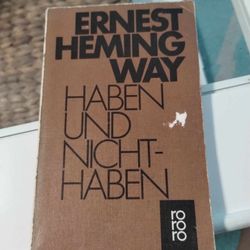 ERNEST
HEMING
WAY
HABEN
UND
NICHT-
HABEN
ro
ro
ro